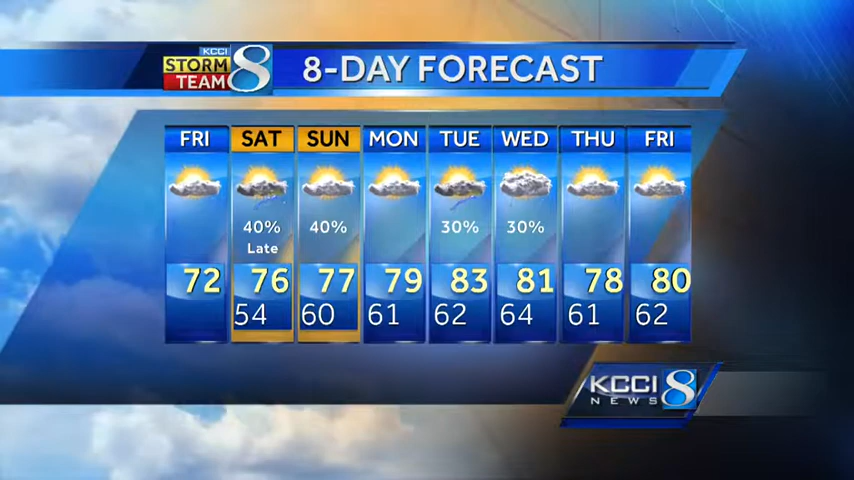 KCCI
STORM
TEAM
8
8-DAY FORECAST
FRI SAT SUN MON TUE WED THU FRI
40% 40% 30% 30%
Late
72 76 77 79 83 81 78 80
54 60 61 62 64 61 62
KCCI 8
NEWS